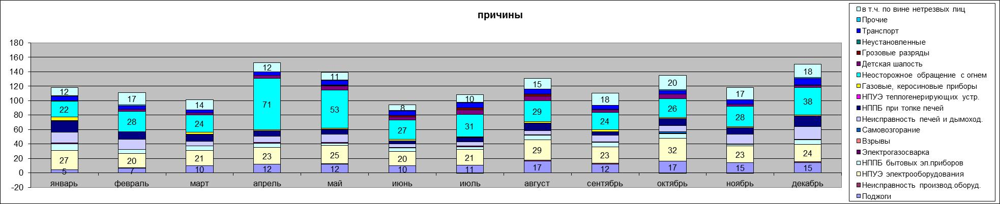 причины
180
160
140
120
100
80
60
40
20
0
-20
12 17 14 12 11 8 10 15 18 20 17 18
22 28 24 71 53 27 31 29 24 26 28 38
27 20 21 23 25 20 21 29 23 32 23 24
5 7 10 12 12 10 11 17 12 17 15 15
январь февраль март апрель май июнь июль август сентябрь октябрь ноябрь декабрь
в т.ч. по вине нетрезвых лиц
Прочие
Транспорт
Неустановленные
Грозовые разряды
Детская шалость
Неосторожное обращение с огнем
Газовые, керосиновые приборы
НПУЭ теплогенерирующих устр.
НППБ при топке печей
Неисправность печей и дымоход.
Самовозгорание
Взрывы
Электрогазосварка
НППБ бытовых эл.приборов
НПУЭ электрооборудования
Неисправность производ.оборуд.
Поджоги